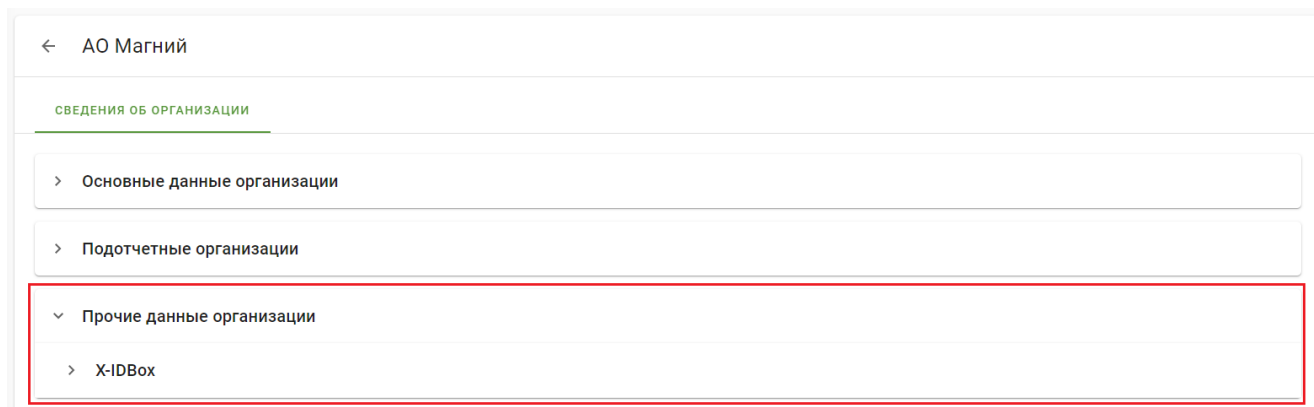 АО Магний
СВЕДЕНИЯ ОБ ОРГАНИЗАЦИИ
Основные данные организации
Подотчетные организации
Прочие данные организации
X-IDBox